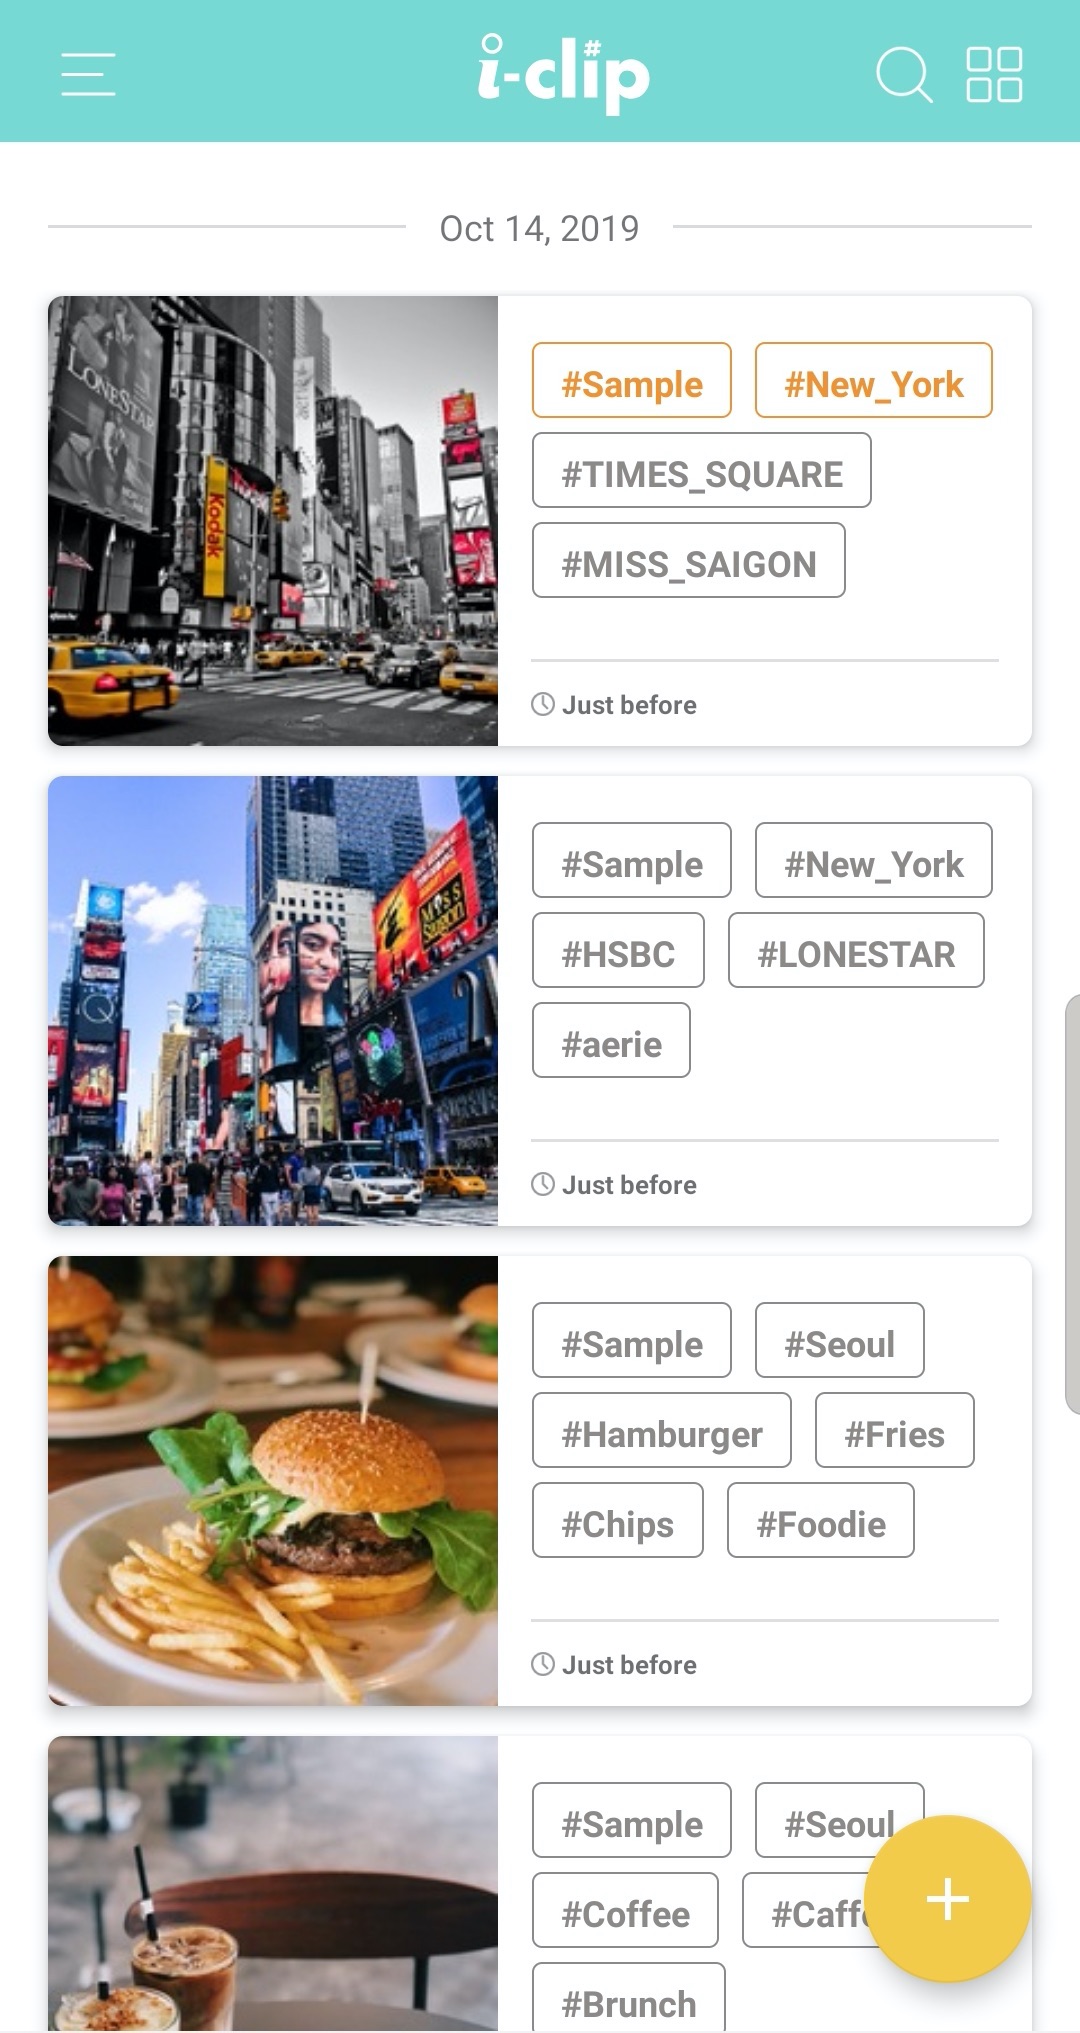 i-clip
Oct 14, 2019
LONESTAR
Kodak
#Sample #New_York
#TIMES_SQUARE
#MISS_SAIGON
Just before
Miss
Saigon
#Sample #New_York
#HSBC #LONESTAR
#aerie
Just before
#Sample #Seoul
#Hamburger #Fries
#Chips #Foodie
Just before
#Sample #Seoul
#Coffee #Caff
#Brunch